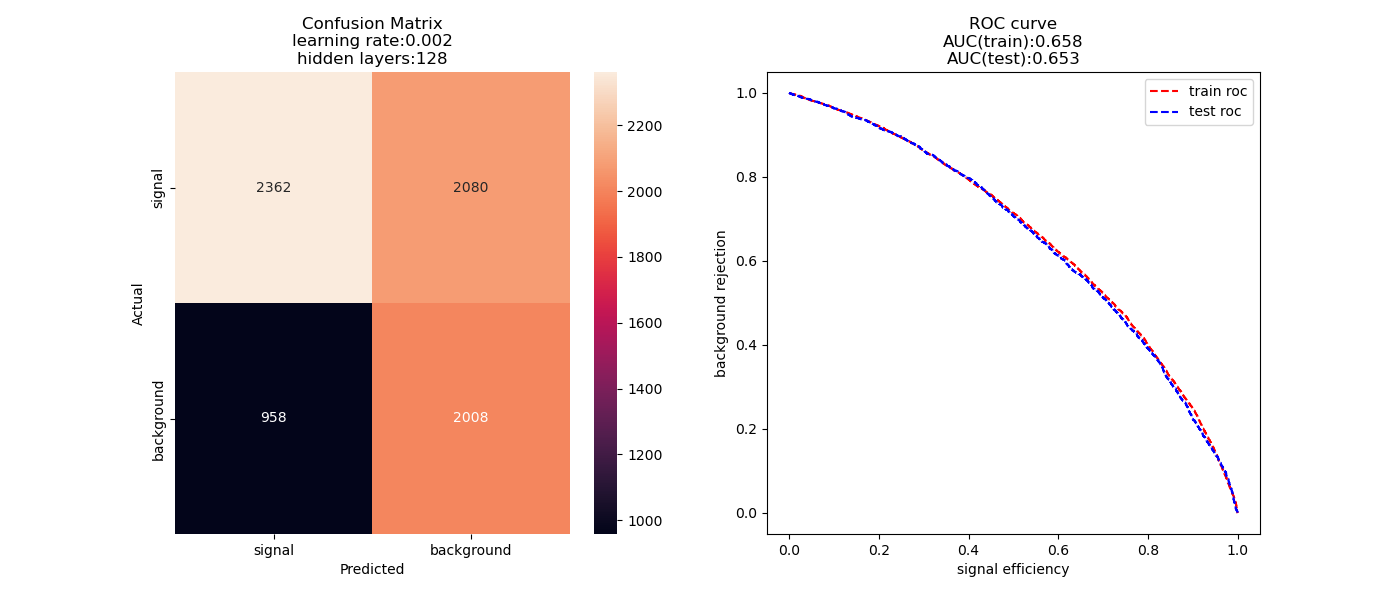 Confusion Matrix
learning rate:0.002
hidden layers:128
signal
background
Actual
2362
2080
958
2008
signal
background
Predicted
2200
2000
1800
1600
1400
1200
1000
ROC curve
AUC(train):0.658
AUC(test):0.653
train roc
test roc
background rejection
1.0
0.8
0.6
0.4
0.2
0.0
0.0
0.2
0.4
0.6
0.8
1.0
signal efficiency